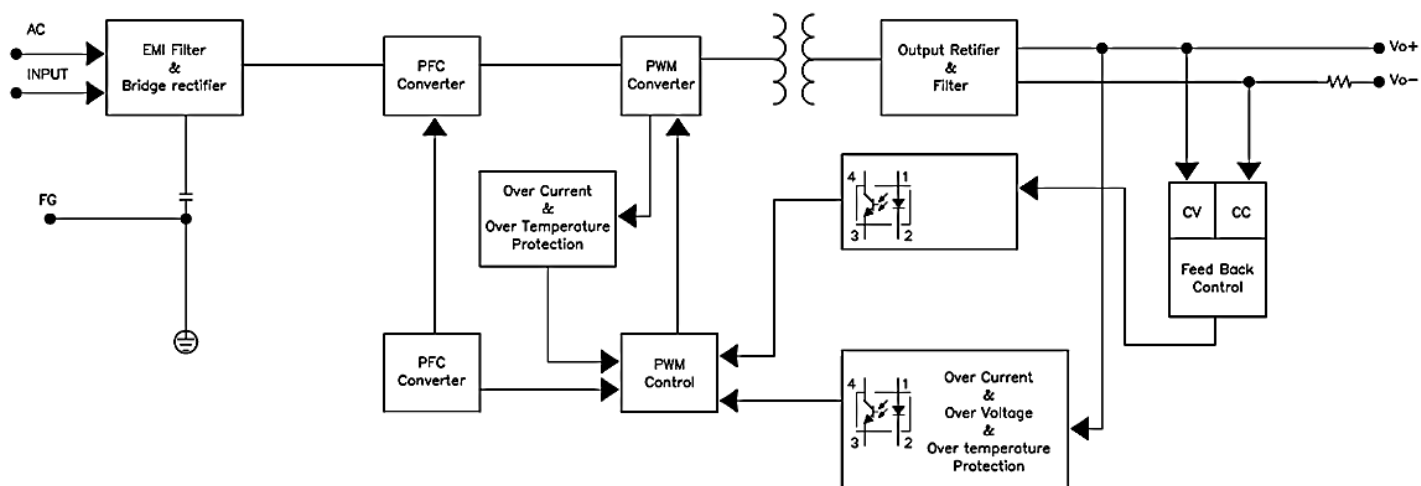 AC
INPUT
EMI Filter
&
Bridge rectifier
PFC
Converter
PWM
Converter
Output Retifier
&
Filter
Vo+
Vo-
FG
Over Current
&
Over Temperature
Protection
4
1
3
2
CV
CC
Feed Back
Control
PFC
Converter
PWM
Control
4
1
3
2
Over Current
&
Over Voltage
&
Over temperature
Protection